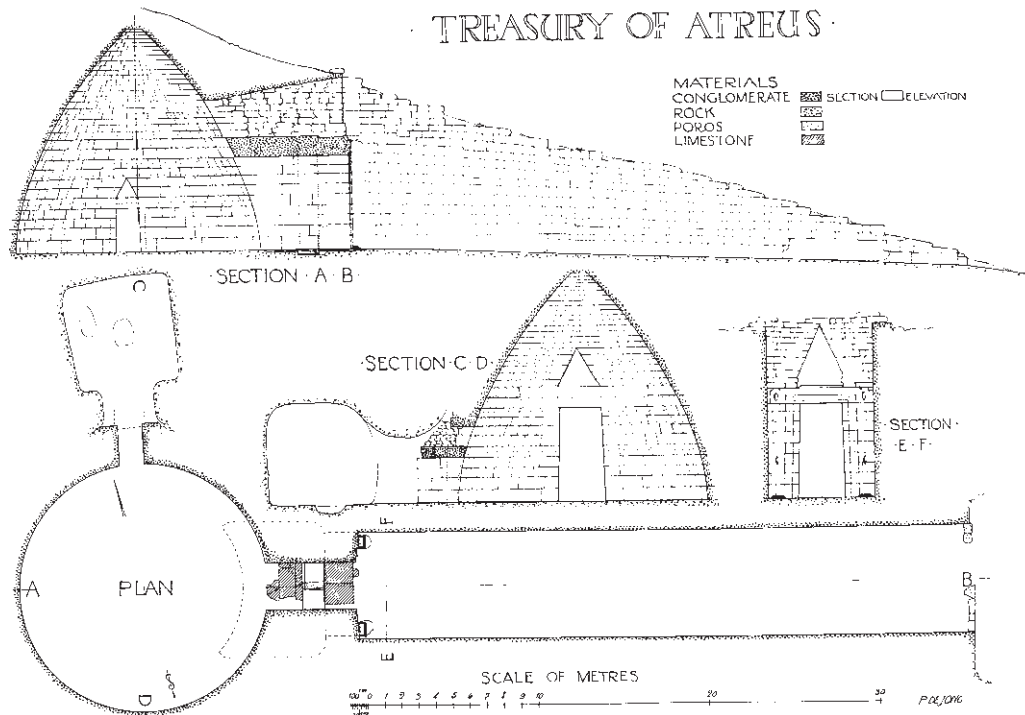 TREASURY OF ATREUS
MATERIALS
CONGLOMERATE SECTION ELEVATION
ROCK
POROS
LIMESTONE
·SECTION·A·B·
·SECTION·C·D·
·SECTION·
·E·F·
C
F
A
PLAN
B
E
D
SCALE OF METRES
0 1 2 3 4 5 6 7 8 9 10 20 30
P DE JONG